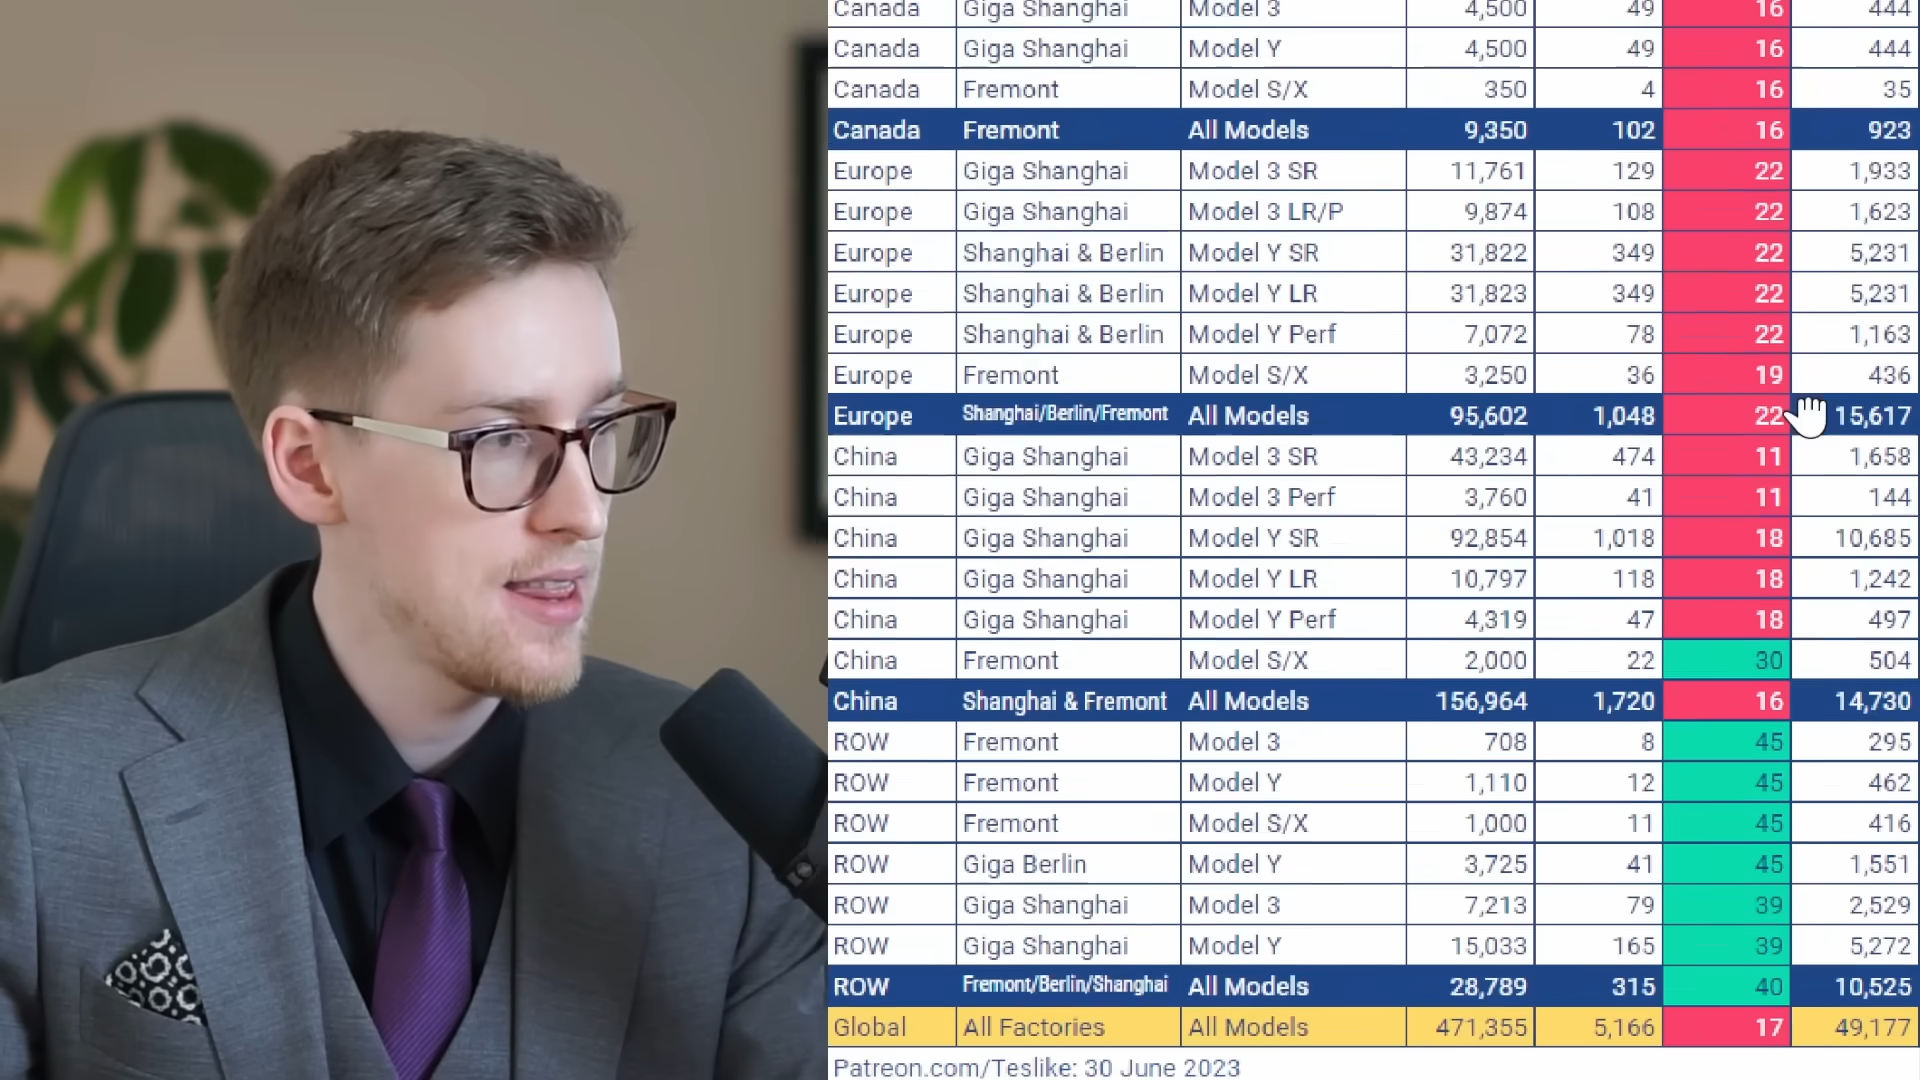 Canada Giga Shanghai Model 3 4,500 49 16 444
Canada Giga Shanghai Model Y 4,500 49 16 444
Canada Fremont Model S/X 350 4 16 35
Canada Fremont All Models 9,350 102 16 923
Europe Giga Shanghai Model 3 SR 11,761 129 22 1,933
Europe Giga Shanghai Model 3 LR/P 9,874 108 22 1,623
Europe Shanghai & Berlin Model Y SR 31,822 349 22 5,231
Europe Shanghai & Berlin Model Y LR 31,823 349 22 5,231
Europe Shanghai & Berlin Model Y Perf 7,072 78 22 1,163
Europe Fremont Model S/X 3,250 36 19 436
Europe Shanghai/Berlin/Fremont All Models 95,602 1,048 22 15,617
China Giga Shanghai Model 3 SR 43,234 474 11 1,658
China Giga Shanghai Model 3 Perf 3,760 41 11 144
China Giga Shanghai Model Y SR 92,854 1,018 18 10,685
China Giga Shanghai Model Y LR 10,797 118 18 1,242
China Giga Shanghai Model Y Perf 4,319 47 18 497
China Fremont Model S/X 2,000 22 30 504
China Shanghai & Fremont All Models 156,964 1,720 16 14,730
ROW Fremont Model 3 708 8 45 295
ROW Fremont Model Y 1,110 12 45 462
ROW Fremont Model S/X 1,000 11 45 416
ROW Giga Berlin Model Y 3,725 41 45 1,551
ROW Giga Shanghai Model 3 7,213 79 39 2,529
ROW Giga Shanghai Model Y 15,033 165 39 5,272
ROW Fremont/Berlin/Shanghai All Models 28,789 315 40 10,525
Global All Factories All Models 471,355 5,166 17 49,177
Patreon.com/Teslike: 30 June 2023